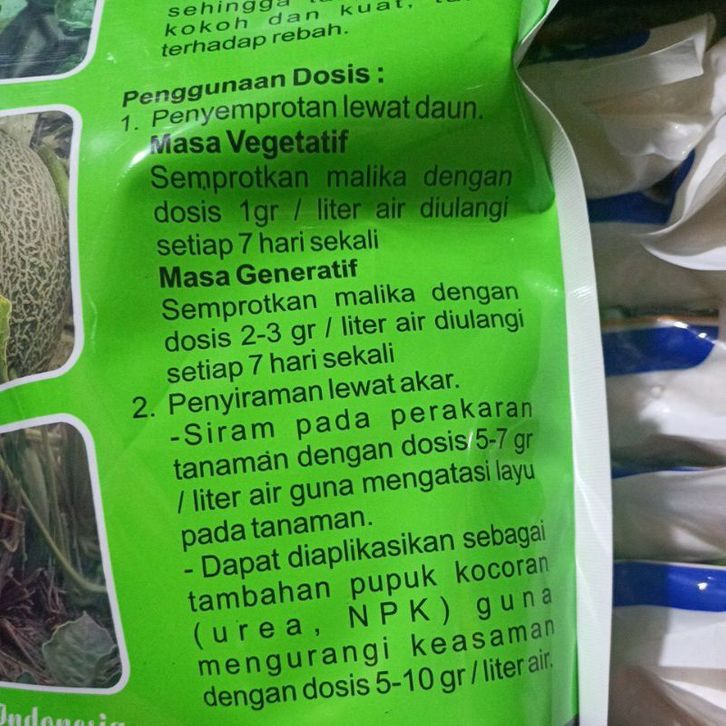 sehingga
kokoh dan kuat,
terhadap rebah.
Penggunaan Dosis :
1. Penyemprotan lewat daun.
Masa Vegetatif
Semprotkan malika dengan
dosis 1gr / liter air diulangi
setiap 7 hari sekali
Masa Generatif
Semprotkan malika dengan
dosis 2-3 gr / liter air diulangi
setiap 7 hari sekali
2. Penyiraman lewat akar.
-Siram pada perakaran
tanaman dengan dosis 5-7 gr
/ liter air guna mengatasi layu
pada tanaman.
- Dapat diaplikasikan sebagai
tambahan pupuk kocoran
(urea, NPK) guna
mengurangi keasaman
dengan dosis 5-10 gr / liter air.
Indonesia